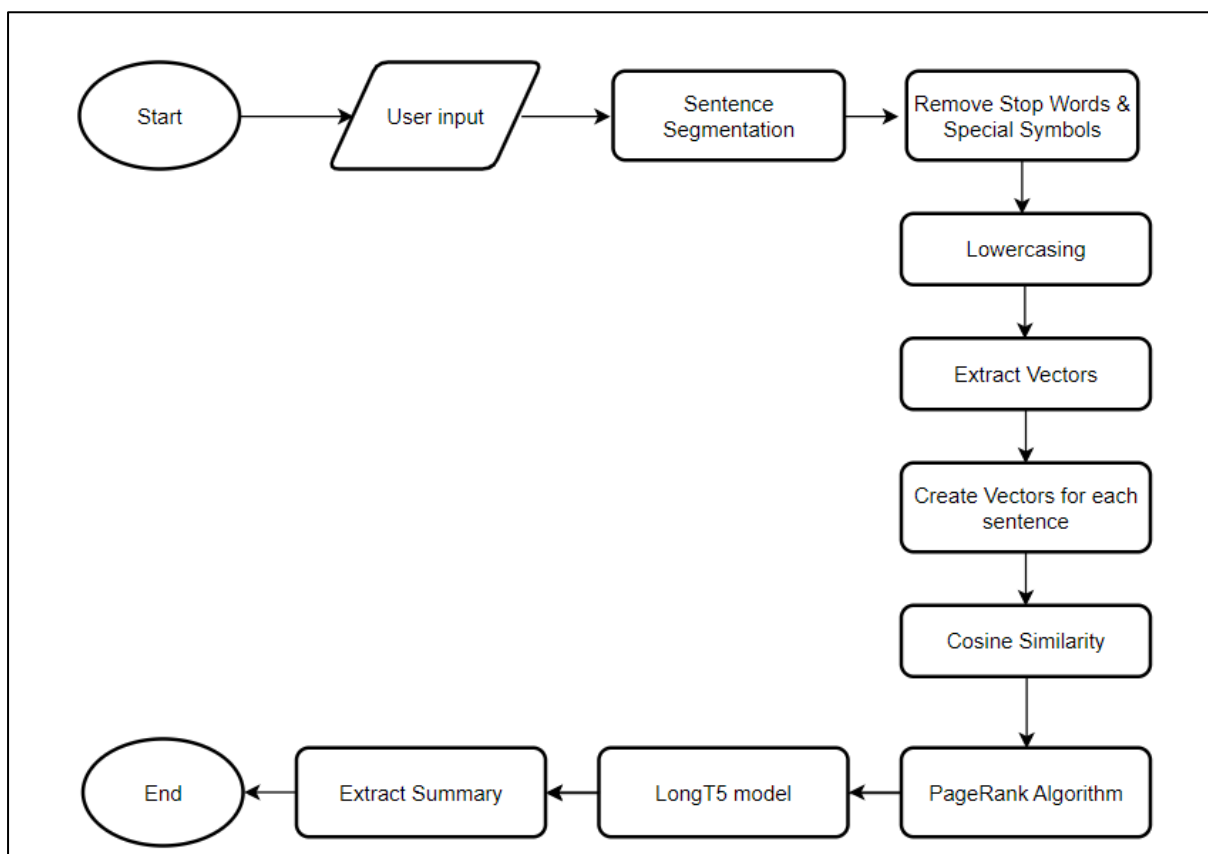 Start
User input
Sentence
Segmentation
Remove Stop Words &
Special Symbols
Lowercasing
Extract Vectors
Create Vectors for each
sentence
Cosine Similarity
PageRank Algorithm
LongT5 model
Extract Summary
End